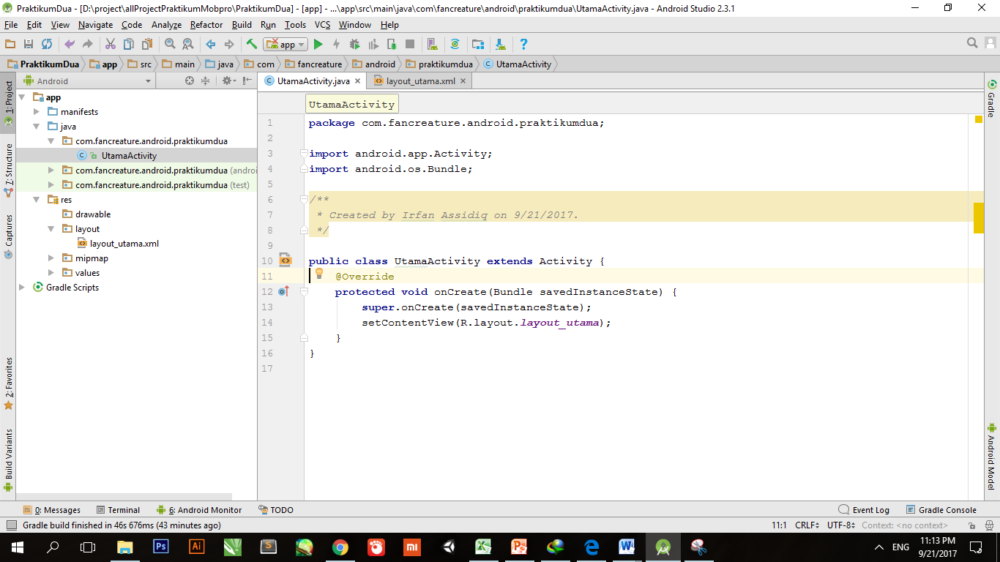 PraktikumDua - [D:\project\allProjectPraktikumMobpro\PraktikumDua] - [app] - ...\app\src\main\java\com\fancreature\android\praktikumdua\UtamaActivity.java - Android Studio 2.3.1
File Edit View Navigate Code Analyze Refactor Build Run Tools VCS Window Help
app
PraktikumDua app src main java com fancreature android praktikumdua UtamaActivity
Android
UtamaActivity.java layout_utama.xml
1: Project
7: Structure
Captures
2: Favorites
Build Variants
app
manifests
java
com.fancreature.android.praktikumdua
UtamaActivity
com.fancreature.android.praktikumdua (androi
com.fancreature.android.praktikumdua (test)
res
drawable
layout
layout_utama.xml
mipmap
values
Gradle Scripts
UtamaActivity
1 package com.fancreature.android.praktikumdua;
2
3 import android.app.Activity;
4 import android.os.Bundle;
5
6 /**
7 * Created by Irfan Assidiq on 9/21/2017.
8 */
9
10 public class UtamaActivity extends Activity {
11 @Override
12 protected void onCreate(Bundle savedInstanceState) {
13 super.onCreate(savedInstanceState);
14 setContentView(R.layout.layout_utama);
15 }
16 }
17
Gradle
Android Model
0: Messages Terminal 6: Android Monitor TODO Event Log Gradle Console
Gradle build finished in 46s 676ms (43 minutes ago) 11:1 CRLF UTF-8 Context: <no context>
Ps Ai S mi ENG 11:13 PM
9/21/2017